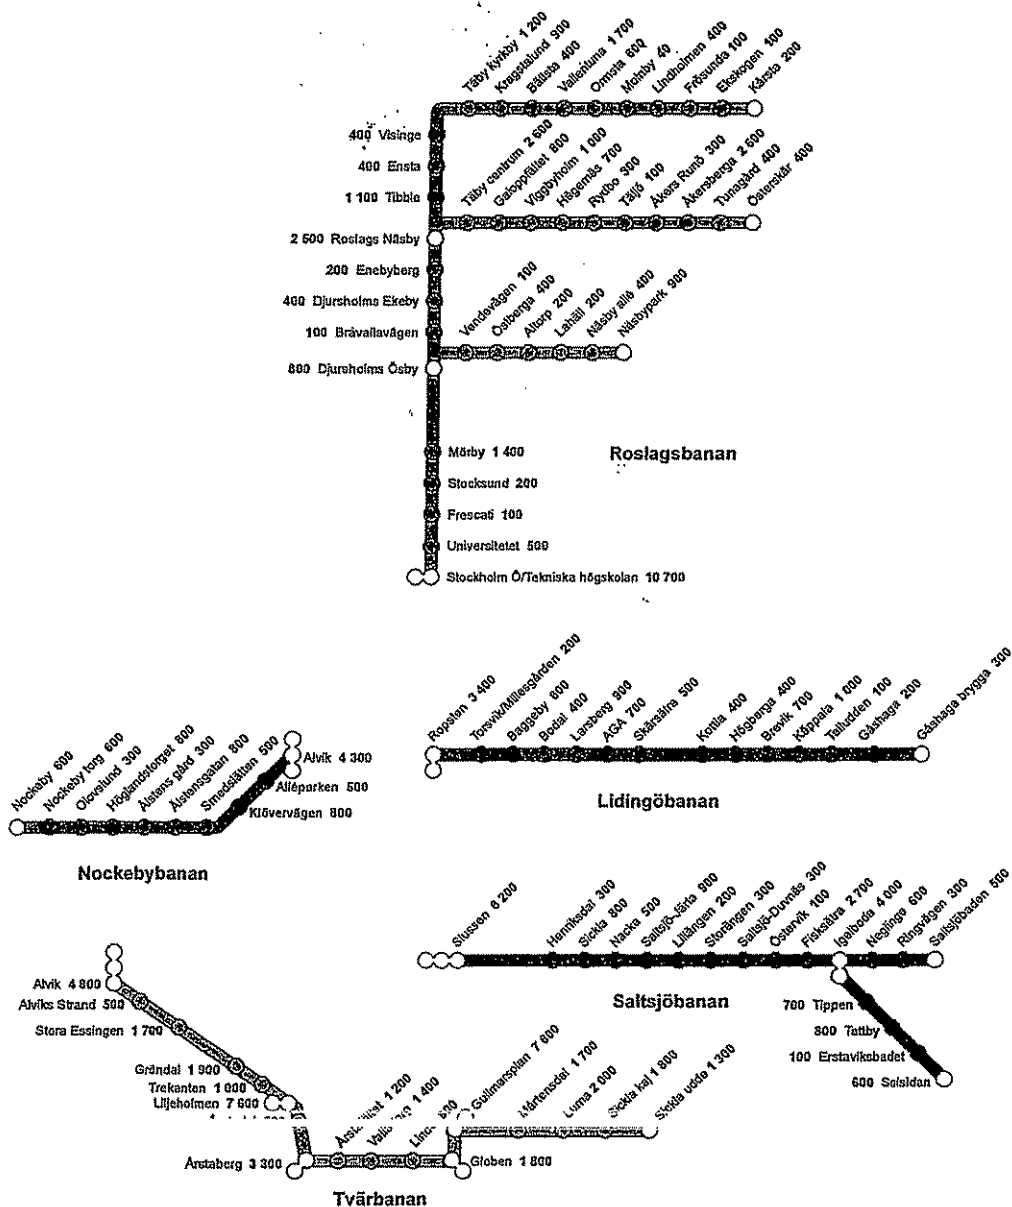 Täby Kyrkby 1 200
Kragstalund 900
Bällsta 400
Vallentuna 1 700
Ormsta 600
Molnby 40
Lindholmen 400
Frösunda 100
Ekskogen 100
Kårsta 200
400 Visinge
400 Ensta
1 100 Tibble
Täby centrum 2 600
Galoppfältet 800
Viggbyholm 1 000
Hägernäs 700
Rydbo 300
Täljö 100
Åkers Runö 300
Åkersberga 2 500
Tunagård 400
Österskär 400
2 500 Roslags Näsby
200 Enebyberg
400 Djursholms Ekeby
100 Bråvallavägen
800 Djursholms Ösby
Vendevägen 100
Östberga 400
Altorp 200
Lahäll 200
Näsby allé 400
Näsbypark 900
Mörby 1 400
Stocksund 200
Frescati 100
Universitetet 500
Stockholm Ö/Tekniska högskolan 10 700
Roslagsbanan
Nockeby 600
Nockeby torg 600
Olovslund 300
Höglandstorget 800
Ålstens gård 300
Ålstensgatan 800
Smedslätten 500
Alvik 4 300
Alléparken 500
Klövervägen 800
Nockebybanan
Ropsten 3 400
Torsvik/Millesgården 200
Baggeby 800
Bodal 400
Larsberg 900
AGA 700
Skärsätra 500
Kottla 400
Högberga 400
Brevik 700
Käppala 1 000
Talludden 100
Gåshaga 200
Gåshaga brygga 300
Lidingöbanan
Slussen 6 200
Henriksdal 300
Sickla 800
Nacka 500
Saltsjö-Järla 900
Lillängen 200
Storängen 300
Saltsjö-Duvnäs 300
Östervik 100
Fisksätra 2 700
Igelboda 4 000
Neglinge 600
Ringvägen 300
Saltsjöbaden 500
700 Tippen
800 Tattby
100 Erstaviksbadet
600 Solsidan
Saltsjöbanan
Alvik 4 800
Alviks Strand 500
Stora Essingen 1 700
Gröndal 1 900
Trekanten 1 000
Liljeholmen 7 600
Årstaberg 3 300
1 200
1 400
Globen 1 800
Gullmarsplan 7 600
Mårtensdal 1 700
Luma 2 000
Sickla kaj 1 800
Sickla udde 1 300
Tvärbanan